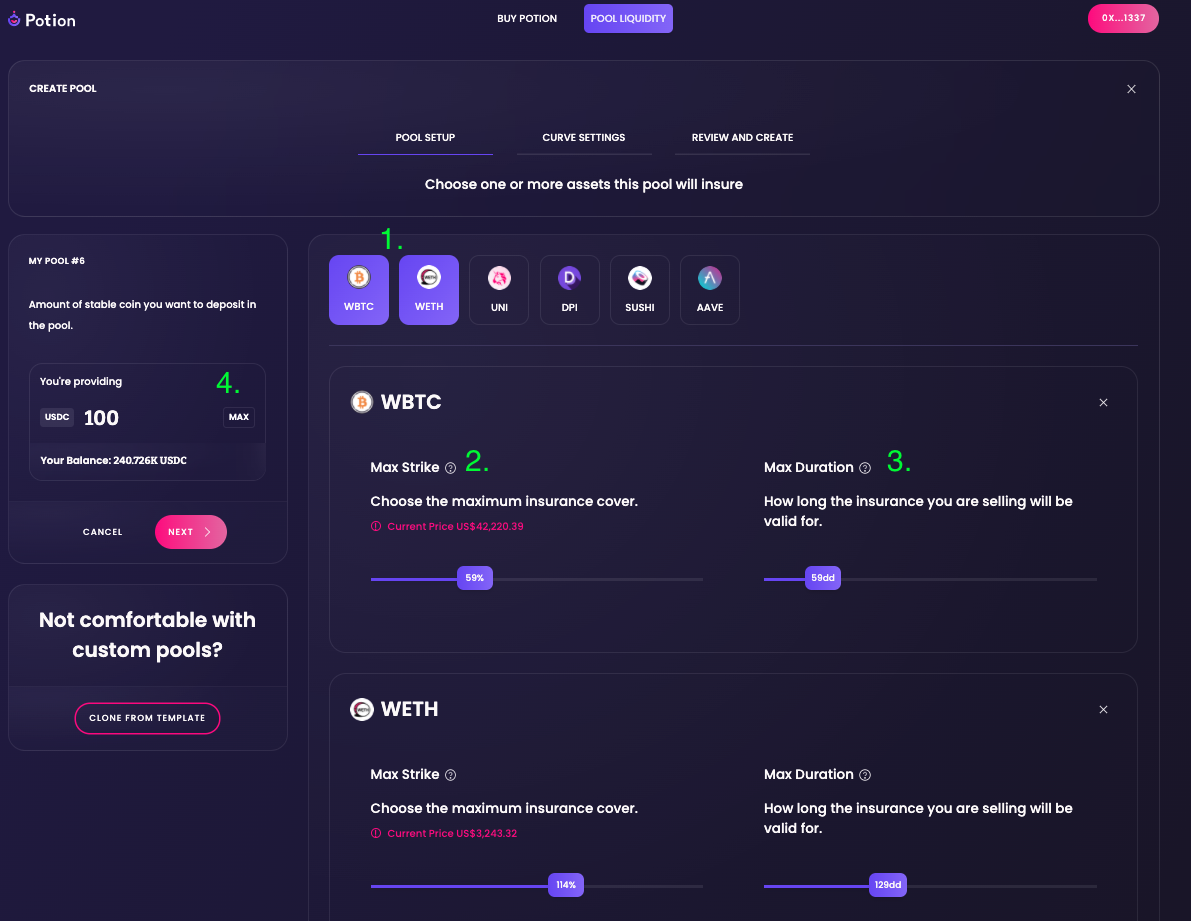 Potion
BUY POTION
POOL LIQUIDITY
0X...1337
CREATE POOL
POOL SETUP
CURVE SETTINGS
REVIEW AND CREATE
Choose one or more assets this pool will insure
MY POOL #6
Amount of stable coin you want to deposit in
the pool.
You're providing
4.
USDC 100
MAX
Your Balance: 240.726K USDC
CANCEL
NEXT
Not comfortable with
custom pools?
CLONE FROM TEMPLATE
1.
WBTC
WETH
UNI
DPI
SUSHI
AAVE
WBTC
Max Strike
2.
Choose the maximum insurance cover.
Current Price US$42,220.39
59%
Max Duration
3.
How long the insurance you are selling will be
valid for.
59dd
WETH
Max Strike
Choose the maximum insurance cover.
Current Price US$3,243.32
114%
Max Duration
How long the insurance you are selling will be
valid for.
129dd